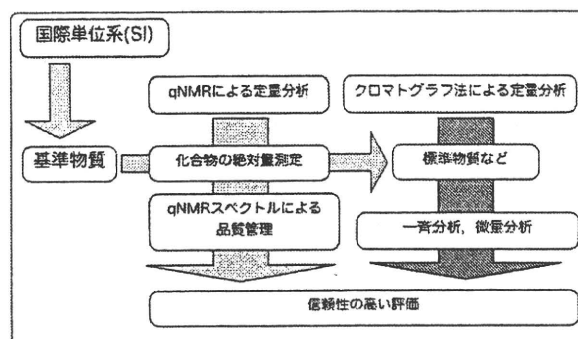 国際単位系(SI)
qNMRによる定量分析
クロマトグラフ法による定量分析
基準物質
化合物の絶対量測定
標準物質など
qNMRスペクトルによる
品質管理
一斉分析，微量分析
信頼性の高い評価